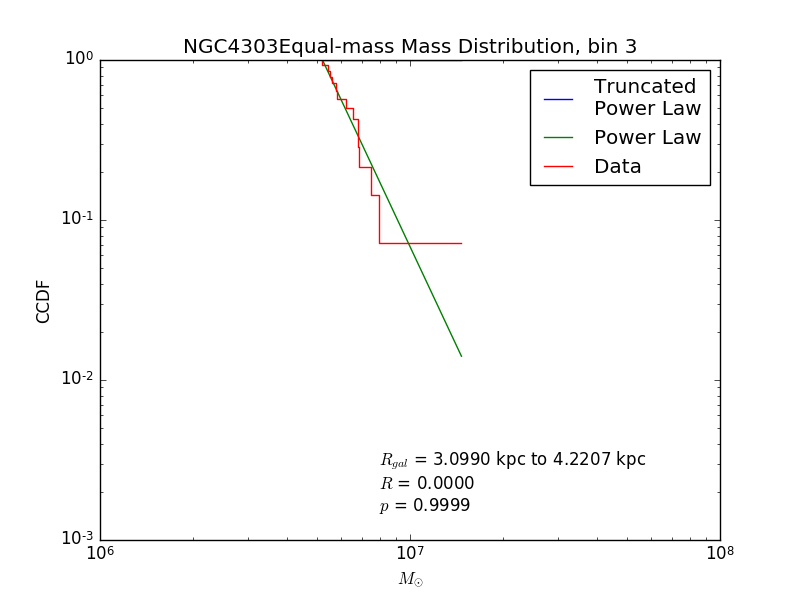 NGC4303Equal-mass Mass Distribution, bin 3
10^0
10^-1
10^-2
10^-3
CCDF
Truncated
Power Law
Power Law
Data
R_gal = 3.0990 kpc to 4.2207 kpc
R = 0.0000
p = 0.9999
10^6 10^7 10^8
M_⊙